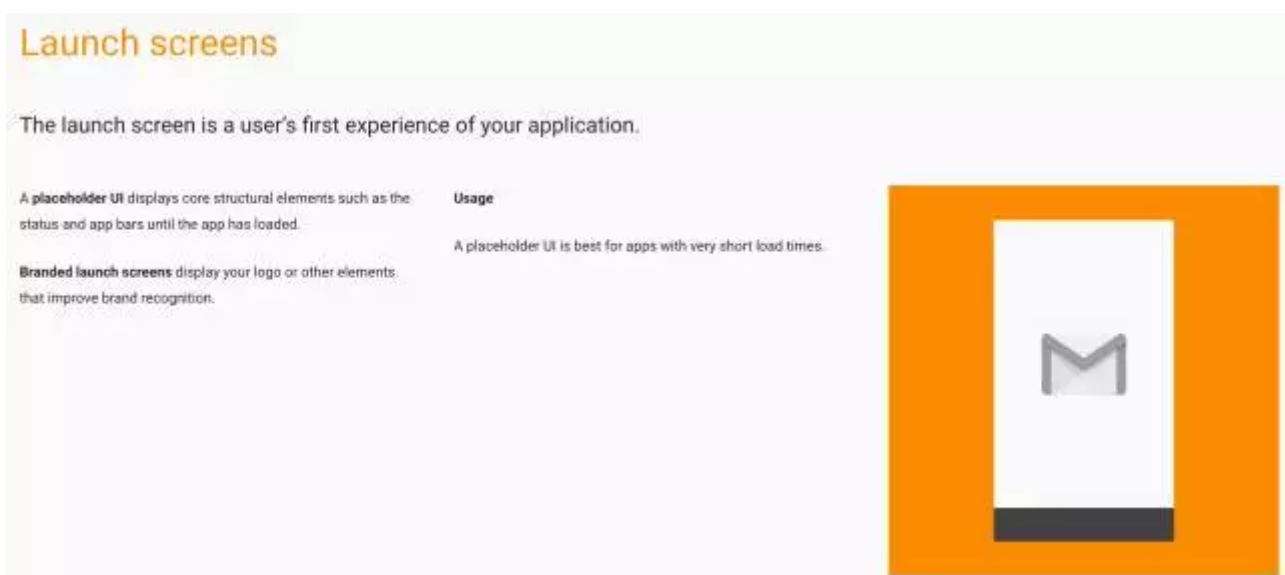 Launch screens
The launch screen is a user's first experience of your application.
A placeholder UI displays core structural elements such as the
status and app bars until the app has loaded.
Branded launch screens display your logo or other elements
that improve brand recognition.
Usage
A placeholder UI is best for apps with very short load times.